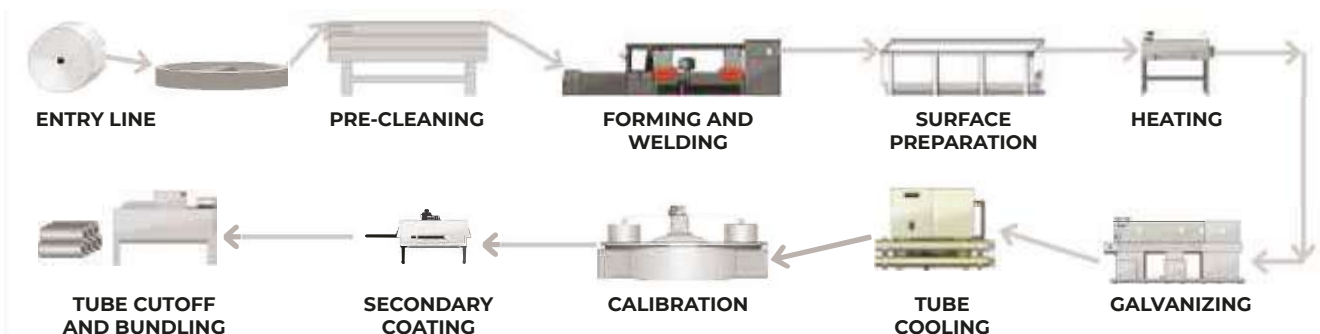 ENTRY LINE
PRE-CLEANING
FORMING AND
WELDING
SURFACE
PREPARATION
HEATING
TUBE CUTOFF
AND BUNDLING
SECONDARY
COATING
CALIBRATION
TUBE
COOLING
GALVANIZING